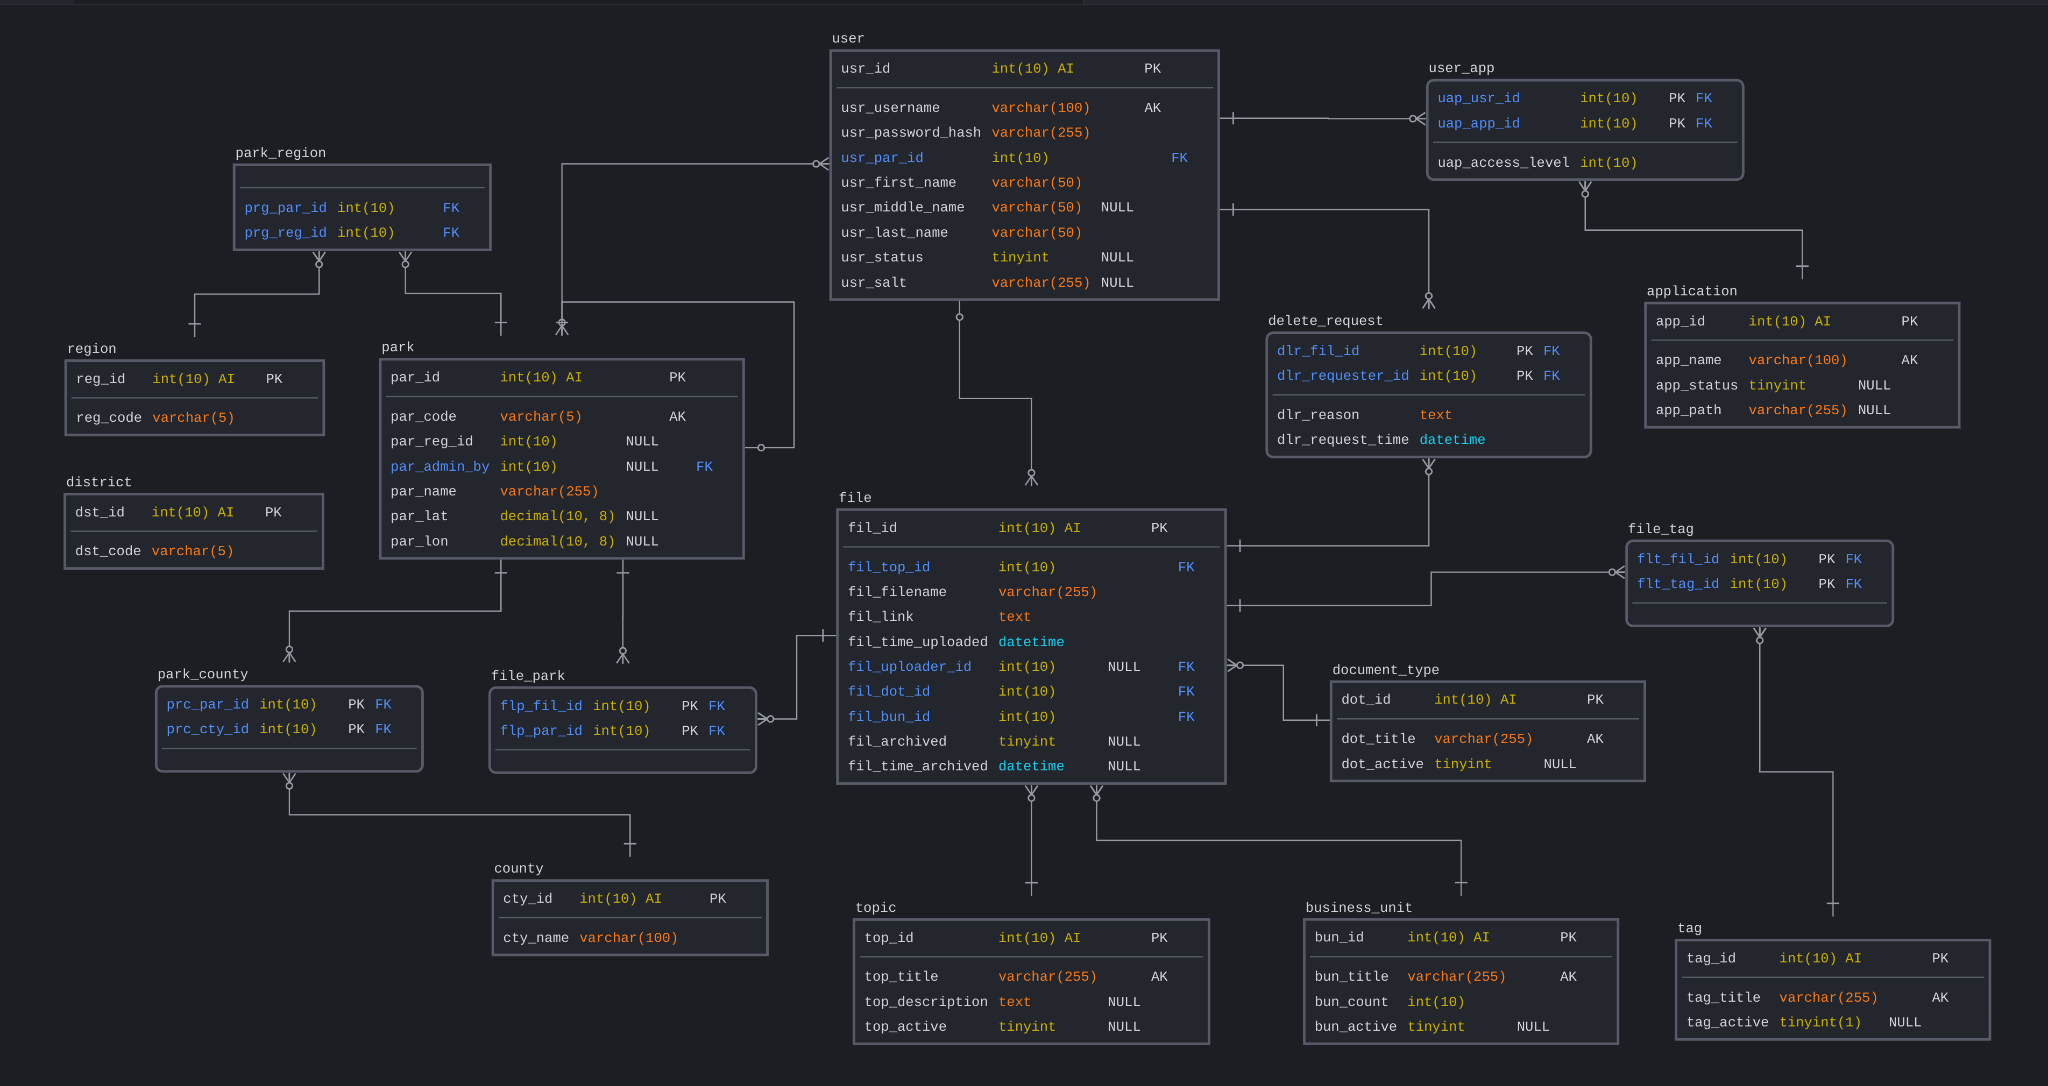 user
usr_id int(10) AI PK
usr_username varchar(100) AK
usr_password_hash varchar(255)
usr_par_id int(10) FK
usr_first_name varchar(50)
usr_middle_name varchar(50) NULL
usr_last_name varchar(50)
usr_status tinyint NULL
usr_salt varchar(255) NULL
user_app
uap_usr_id int(10) PK FK
uap_app_id int(10) PK FK
uap_access_level int(10)
park_region
prg_par_id int(10) FK
prg_reg_id int(10) FK
application
app_id int(10) AI PK
app_name varchar(100) AK
app_status tinyint NULL
app_path varchar(255) NULL
delete_request
dlr_fil_id int(10) PK FK
dlr_requester_id int(10) PK FK
dlr_reason text
dlr_request_time datetime
region
reg_id int(10) AI PK
reg_code varchar(5)
park
par_id int(10) AI PK
par_code varchar(5) AK
par_reg_id int(10) NULL
par_admin_by int(10) NULL FK
par_name varchar(255)
par_lat decimal(10, 8) NULL
par_lon decimal(10, 8) NULL
district
dst_id int(10) AI PK
dst_code varchar(5)
file
fil_id int(10) AI PK
fil_top_id int(10) FK
fil_filename varchar(255)
fil_link text
fil_time_uploaded datetime
fil_uploader_id int(10) NULL FK
fil_dot_id int(10) FK
fil_bun_id int(10) FK
fil_archived tinyint NULL
fil_time_archived datetime NULL
file_tag
flt_fil_id int(10) PK FK
flt_tag_id int(10) PK FK
park_county
prc_par_id int(10) PK FK
prc_cty_id int(10) PK FK
file_park
flp_fil_id int(10) PK FK
flp_par_id int(10) PK FK
document_type
dot_id int(10) AI PK
dot_title varchar(255) AK
dot_active tinyint NULL
county
cty_id int(10) AI PK
cty_name varchar(100)
topic
top_id int(10) AI PK
top_title varchar(255) AK
top_description text NULL
top_active tinyint NULL
business_unit
bun_id int(10) AI PK
bun_title varchar(255) AK
bun_count int(10)
bun_active tinyint NULL
tag
tag_id int(10) AI PK
tag_title varchar(255) AK
tag_active tinyint(1) NULL